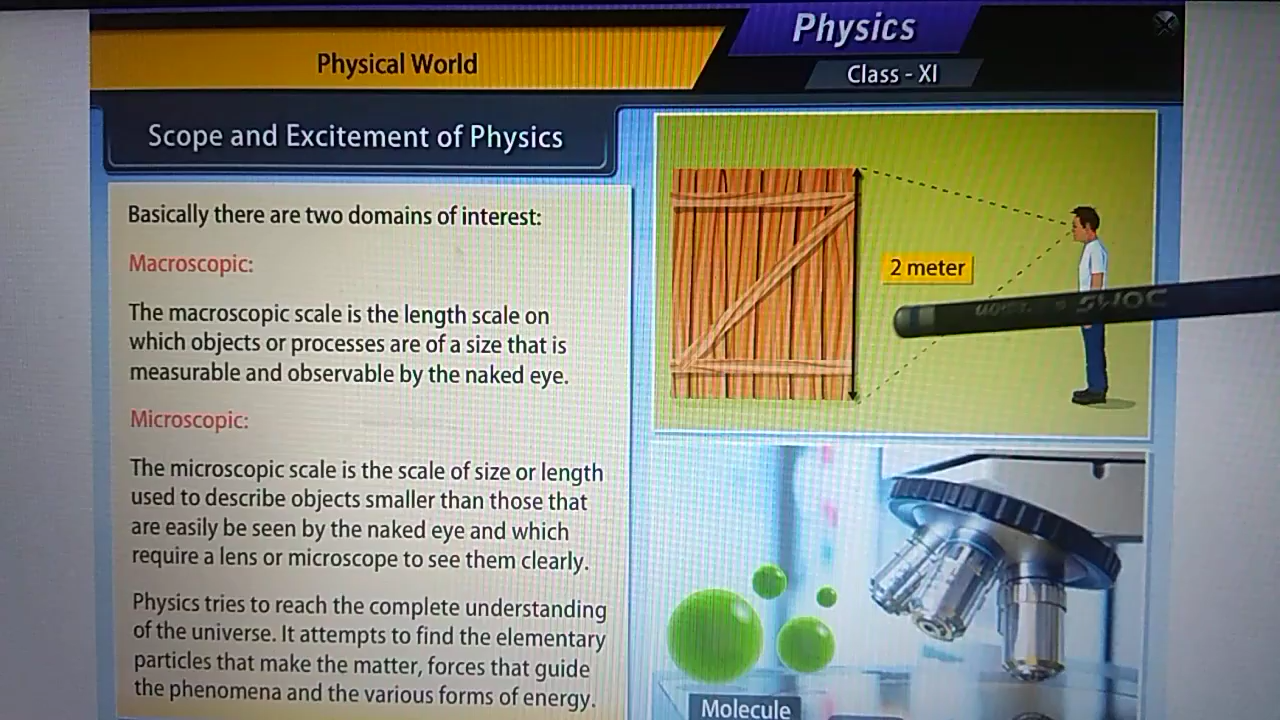 Physics
Physical World
Class - XI
Scope and Excitement of Physics
Basically there are two domains of interest:
Macroscopic:
The macroscopic scale is the length scale on
which objects or processes are of a size that is
measurable and observable by the naked eye.
Microscopic:
The microscopic scale is the scale of size or length
used to describe objects smaller than those that
are easily be seen by the naked eye and which
require a lens or microscope to see them clearly.
Physics tries to reach the complete understanding
of the universe. It attempts to find the elementary
particles that make the matter, forces that guide
the phenomena and the various forms of energy.
2 meter
DOMS
Molecule